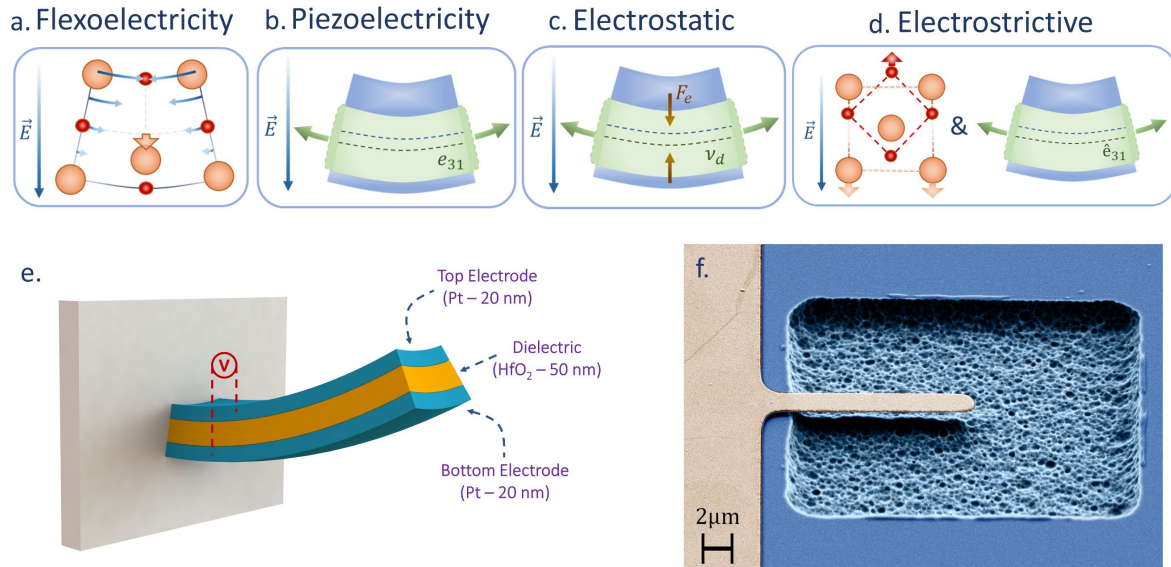 a. Flexoelectricity
b. Piezoelectricity
c. Electrostatic
d. Electrostrictive
E⃗
E⃗
e₃₁
E⃗
Fₑ
ν_d
E⃗
&
ê₃₁
e.
Top Electrode
(Pt – 20 nm)
V
Dielectric
(HfO₂ – 50 nm)
Bottom Electrode
(Pt – 20 nm)
f.
2μm